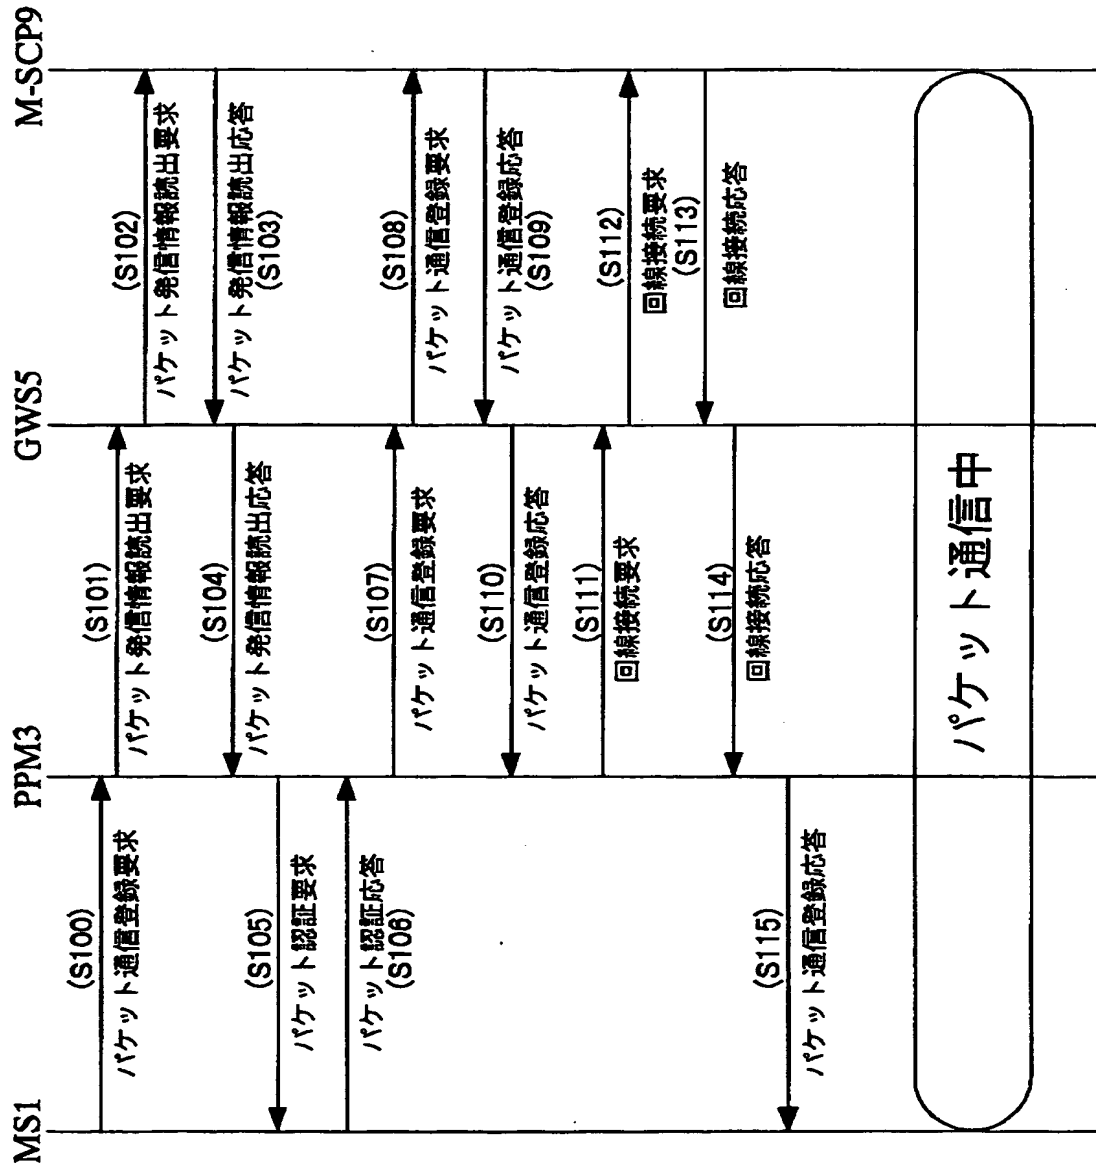 MS1
PPM3
GWS5
M-SCP9
(S100)
パケット通信登録要求
(S101)
パケット発信情報読出要求
(S102)
パケット発信情報読出要求
パケット発信情報読出応答
(S103)
(S104)
パケット発信情報読出応答
(S105)
パケット認証要求
パケット認証応答
(S106)
(S107)
パケット通信登録要求
(S108)
パケット通信登録要求
パケット通信登録応答
(S109)
(S110)
パケット通信登録応答
(S111)
回線接続要求
(S112)
回線接続要求
(S113)
回線接続応答
(S114)
回線接続応答
(S115)
パケット通信登録応答
パケット通信中